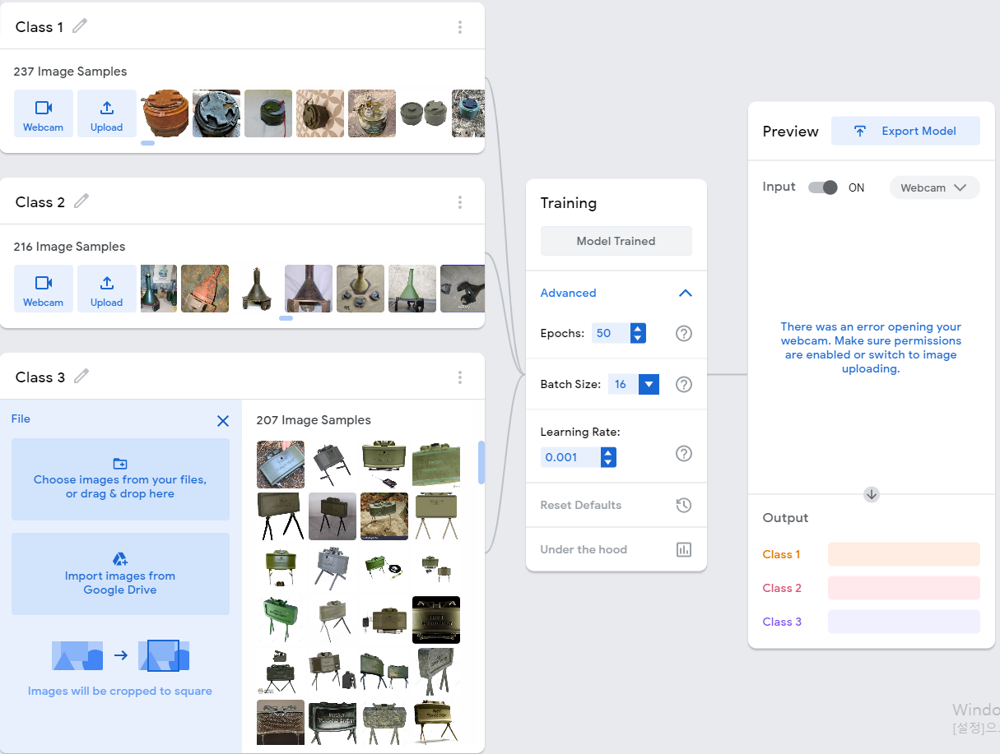 Class 1
237 Image Samples
Webcam
Upload
Class 2
216 Image Samples
Webcam
Upload
Class 3
File
Choose images from your files,
or drag & drop here
Import images from
Google Drive
Images will be cropped to square
207 Image Samples
Training
Model Trained
Advanced
Epochs:
50
Batch Size:
16
Learning Rate:
0.001
Reset Defaults
Under the hood
Preview
Export Model
Input
ON
Webcam
There was an error opening your
webcam. Make sure permissions
are enabled or switch to image
uploading.
Output
Class 1
Class 2
Class 3
Windo
[설정]으